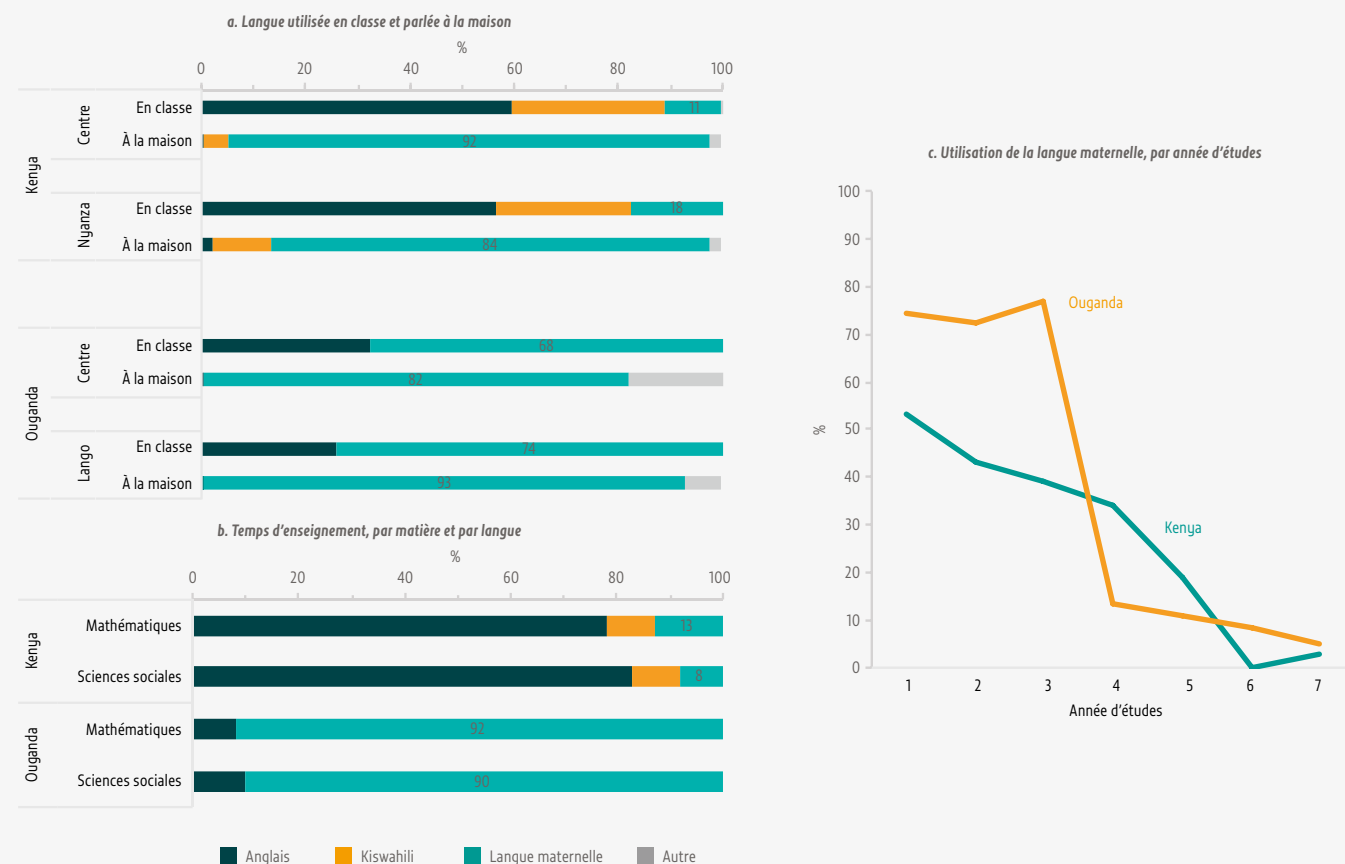 a. Langue utilisée en classe et parlée à la maison
%
0 20 40 60 80 100
Kenya
Centre
En classe 11
À la maison 92
Nyanza
En classe 18
À la maison 84
Ouganda
Centre
En classe 68
À la maison 82
Lango
En classe 74
À la maison 93
b. Temps d'enseignement, par matière et par langue
%
0 20 40 60 80 100
Kenya
Mathématiques 13
Sciences sociales 8
Ouganda
Mathématiques 92
Sciences sociales 90
Anglais Kiswahili Langue maternelle Autre
c. Utilisation de la langue maternelle, par année d'études
100
90
80
70
60
50
40
30
20
10
0
%
Ouganda
Kenya
1 2 3 4 5 6 7
Année d'études